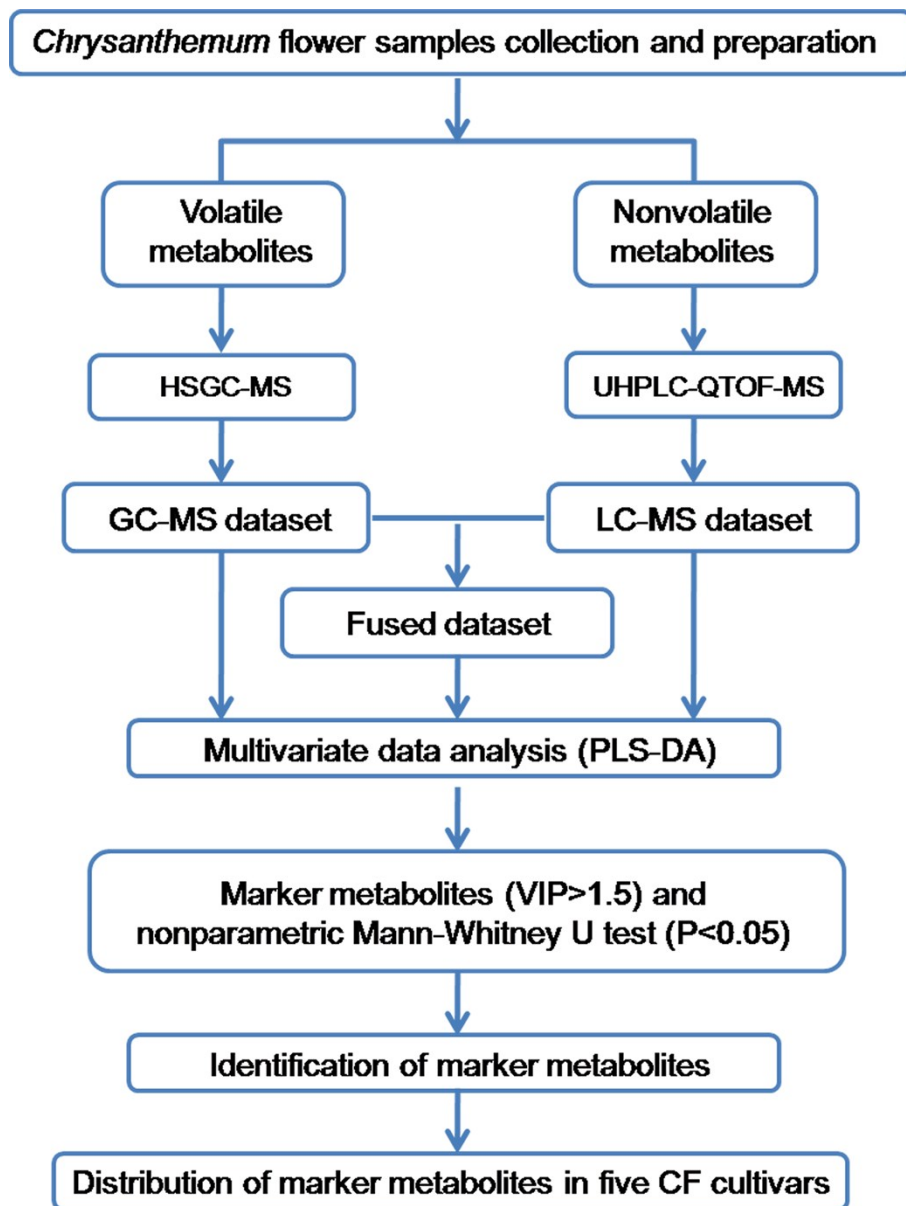 Chrysanthemum flower samples collection and preparation
Volatile
metabolites
Nonvolatile
metabolites
HSGC-MS
UHPLC-QTOF-MS
GC-MS dataset
LC-MS dataset
Fused dataset
Multivariate data analysis (PLS-DA)
Marker metabolites (VIP>1.5) and
nonparametric Mann-Whitney U test (P<0.05)
Identification of marker metabolites
Distribution of marker metabolites in five CF cultivars